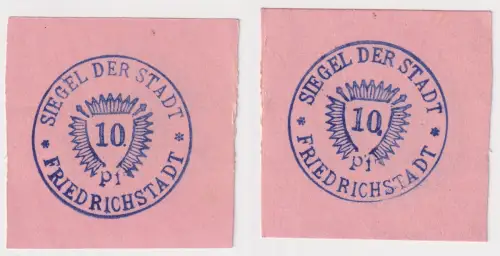 SIEGEL DER STADT
10.
Pf
* FRIEDRICHSTADT *
SIEGEL DER STADT
10.
Pf
* FRIEDRICHSTADT *